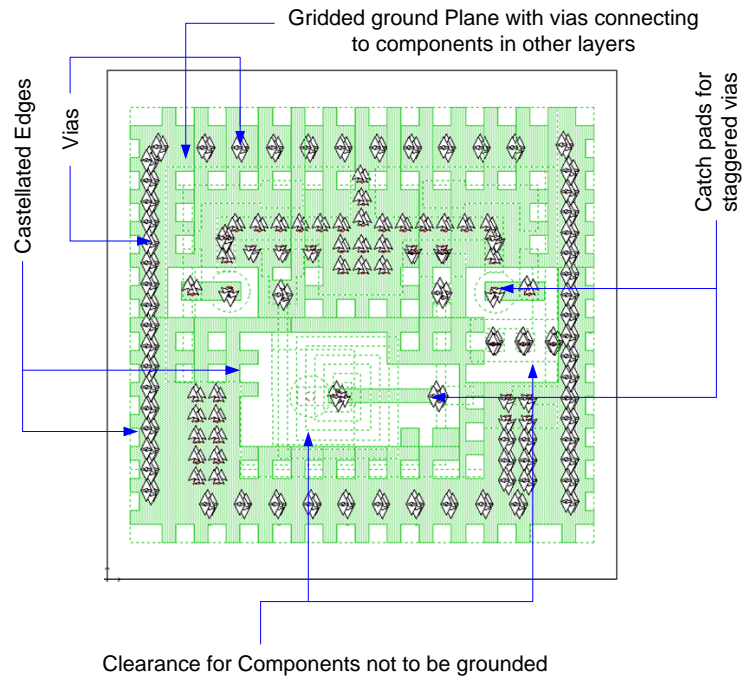 Gridded ground Plane with vias connecting
to components in other layers
Castellated Edges
Vias
Catch pads for
staggered vias
Clearance for Components not to be grounded